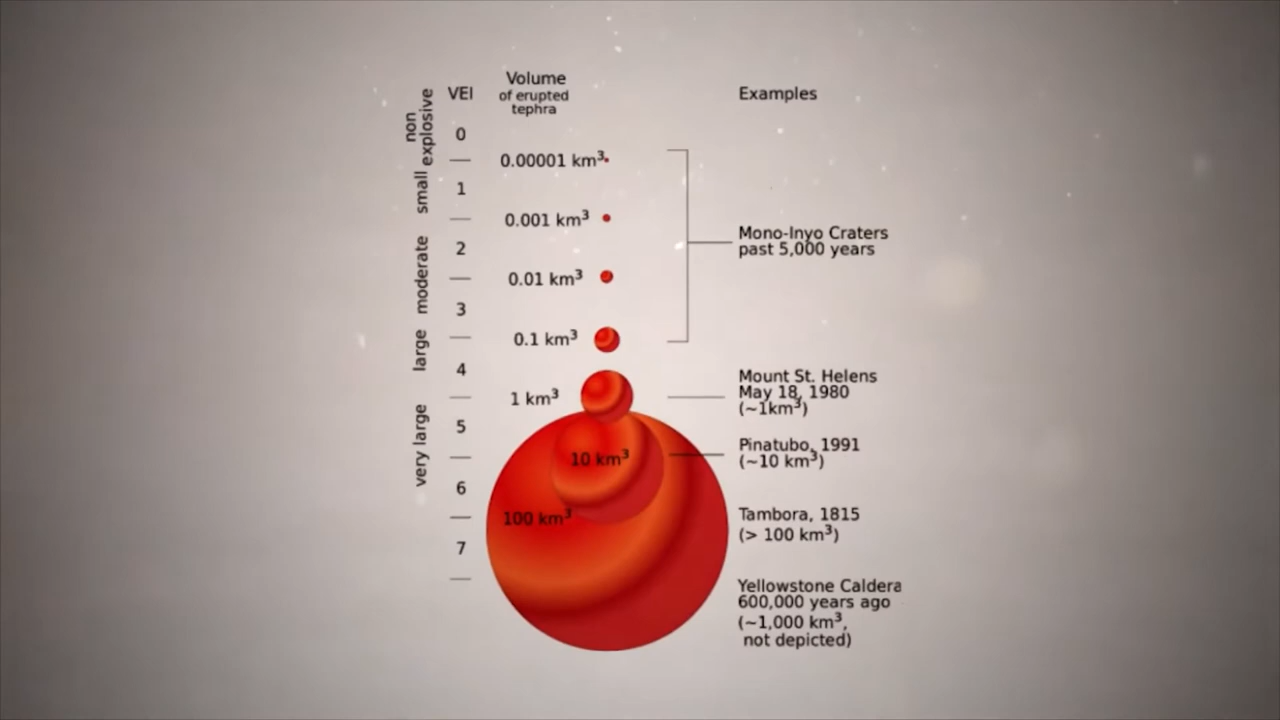 VEI
Volume
of erupted
tephra
Examples
non
explosive
small
moderate
large
very large
0
1
2
3
4
5
6
7
0.00001 km³
0.001 km³
0.01 km³
0.1 km³
1 km³
10 km³
100 km³
Mono-Inyo Craters
past 5,000 years
Mount St. Helens
May 18, 1980
(~1km³)
Pinatubo, 1991
(~10 km³)
Tambora, 1815
(> 100 km³)
Yellowstone Caldera
600,000 years ago
(~1,000 km³,
not depicted)